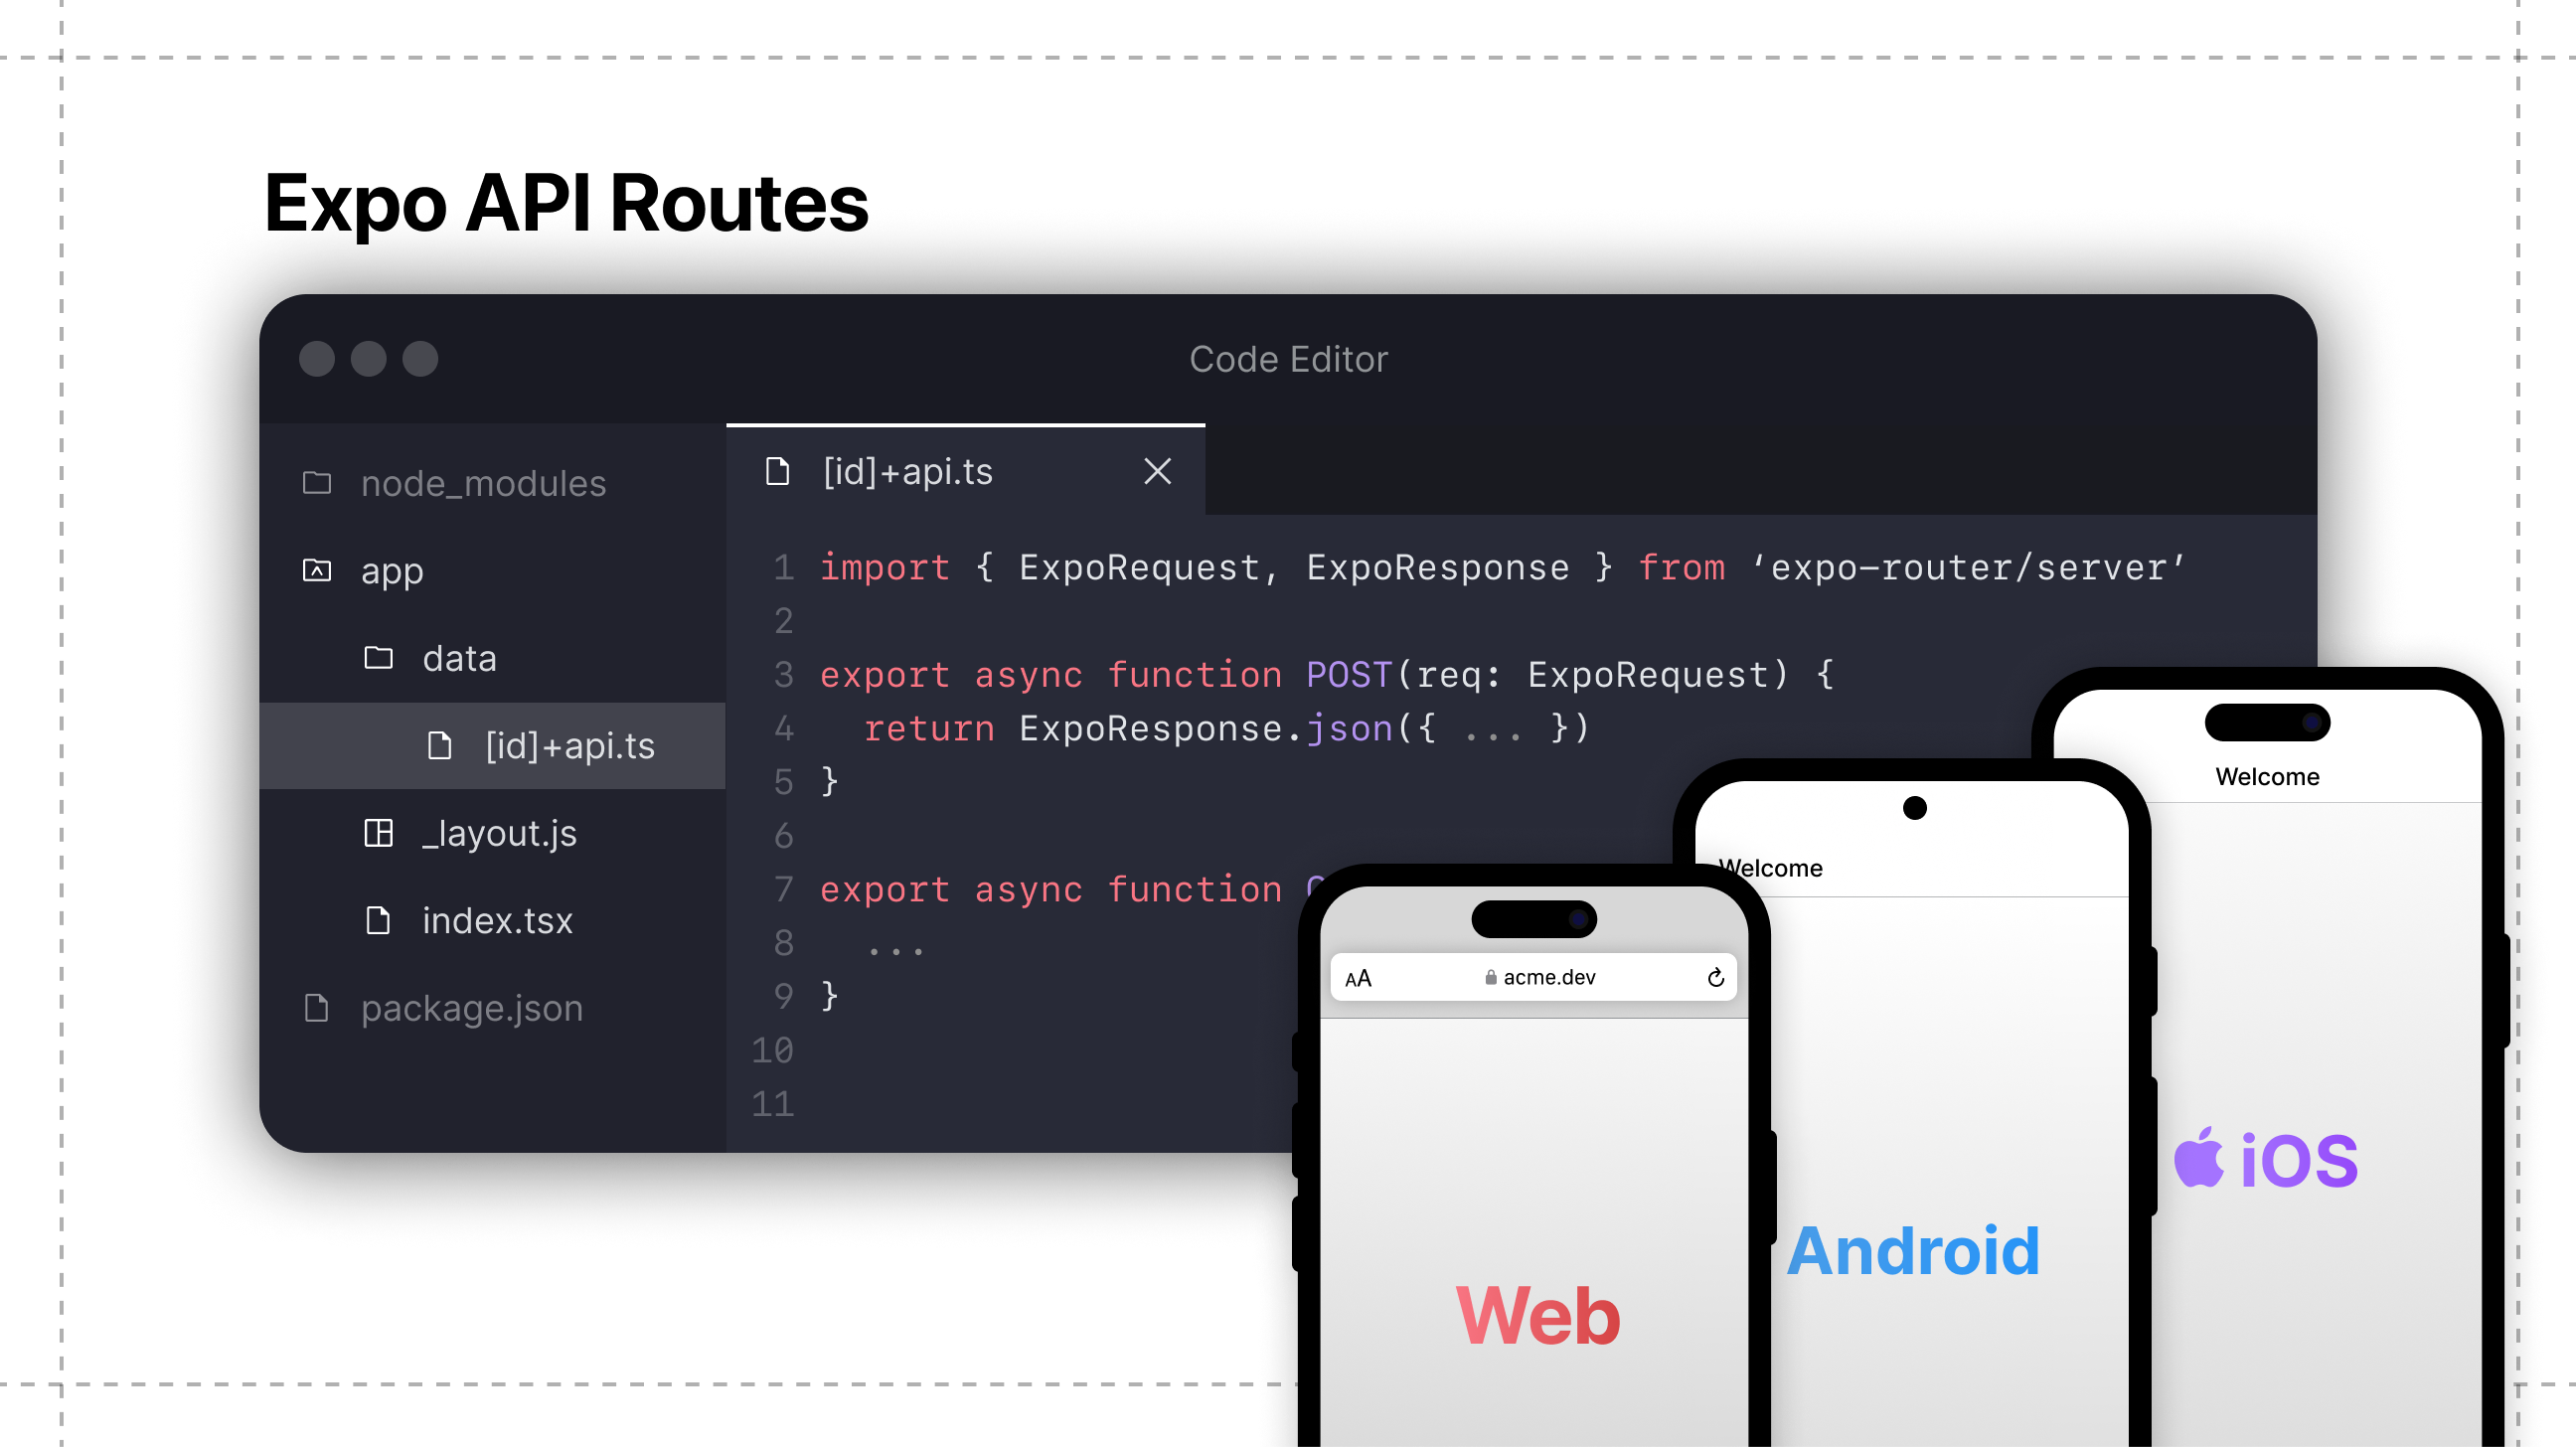 Expo API Routes
Code Editor
node_modules
app
data
[id]+api.ts
_layout.js
index.tsx
package.json
[id]+api.ts
1 import { ExpoRequest, ExpoResponse } from ‘expo-router/server’
2
3 export async function POST(req: ExpoRequest) {
4 return ExpoResponse.json({ ... })
5 }
6
7 export async function
8 ...
9 }
10
11
AA acme.dev
Web
Welcome
Android
Welcome
iOS